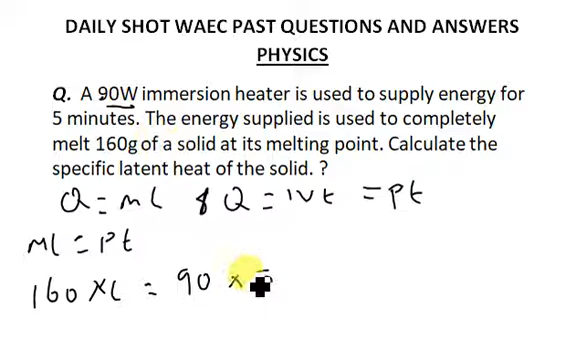 DAILY SHOT WAEC PAST QUESTIONS AND ANSWERS
PHYSICS
Q. A 90W immersion heater is used to supply energy for
5 minutes. The energy supplied is used to completely
melt 160g of a solid at its melting point. Calculate the
specific latent heat of the solid. ?
Q = mL & Q = IVt = Pt
ML = Pt
160 × L = 90 ×